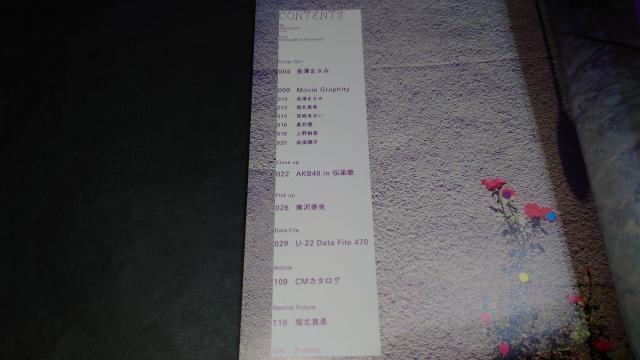 CONTENTS
Cover Girl
004 長澤まさみ
009 Movie Graphity
010 長澤まさみ
012 堀北真希
014 宮崎あおい
016 蒼井優
018 上野樹里
020 成海璃子
Close up
022 AKB48 in 伝染歌
Pick up
026 南沢奈央
Data File
029 U-22 Data File 470
Article
109 CMカタログ
Special Future
116 堀北真希
Present